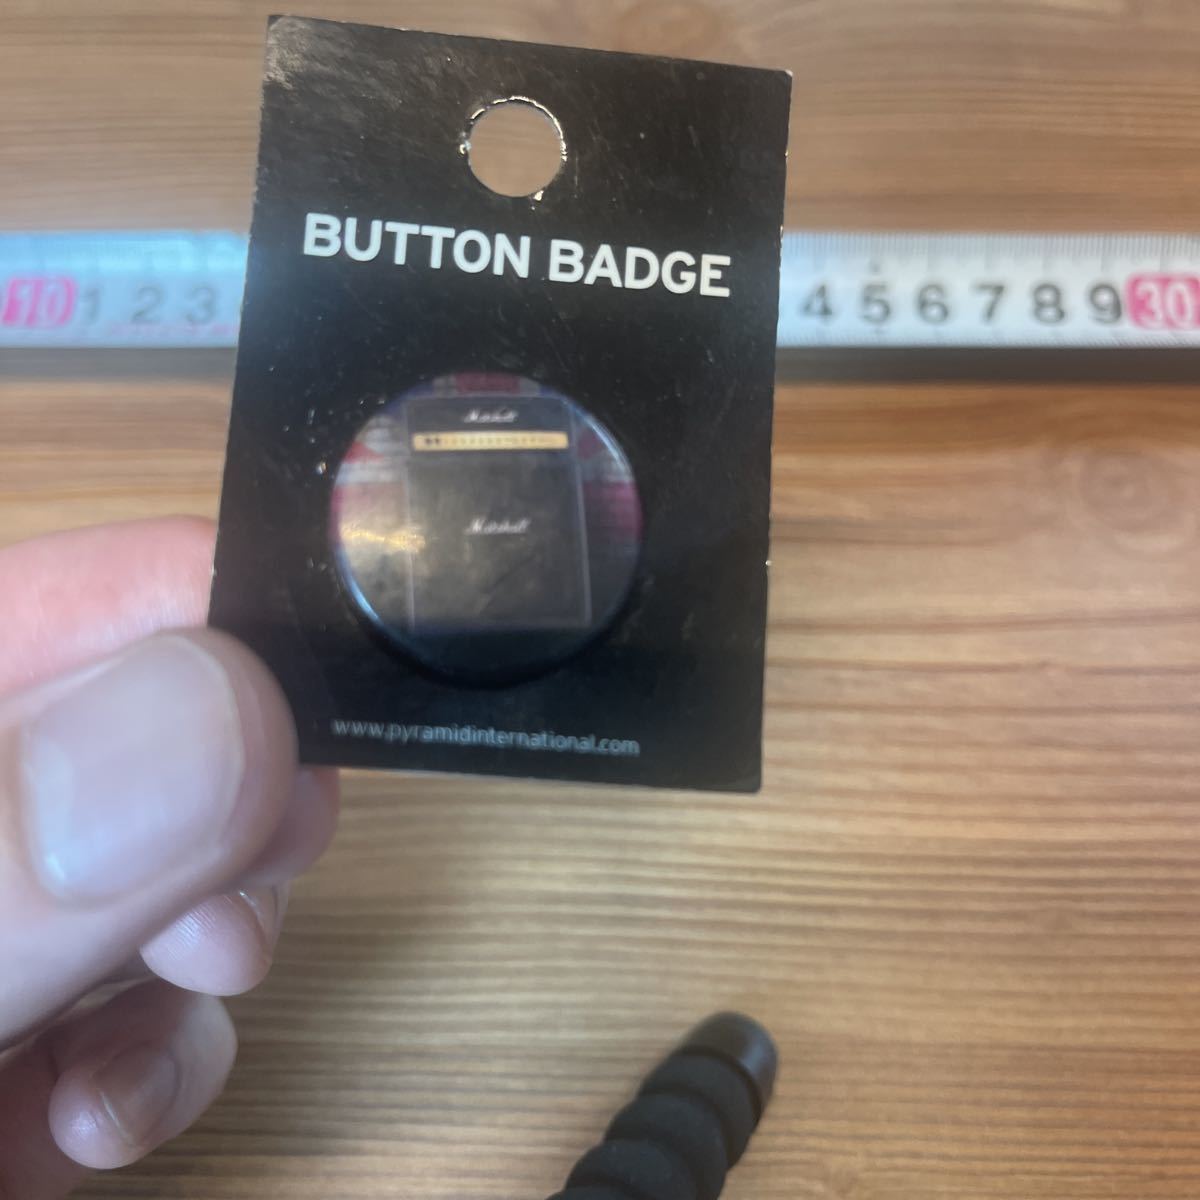 BUTTON BADGE
10 1 2 3 4 5 6 7 8 9 30
Marshall
Marshall
www.pyramidinternational.com